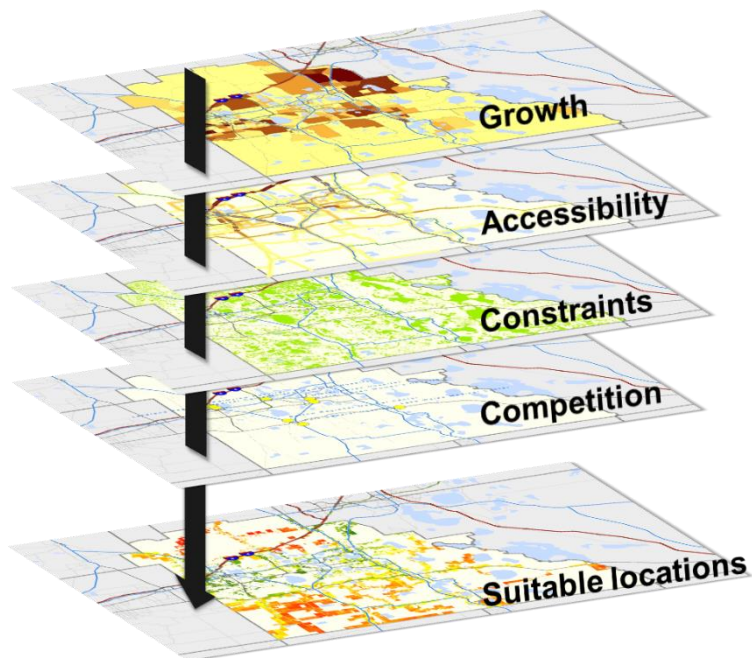 Growth
Accessibility
Constraints
Competition
Suitable locations